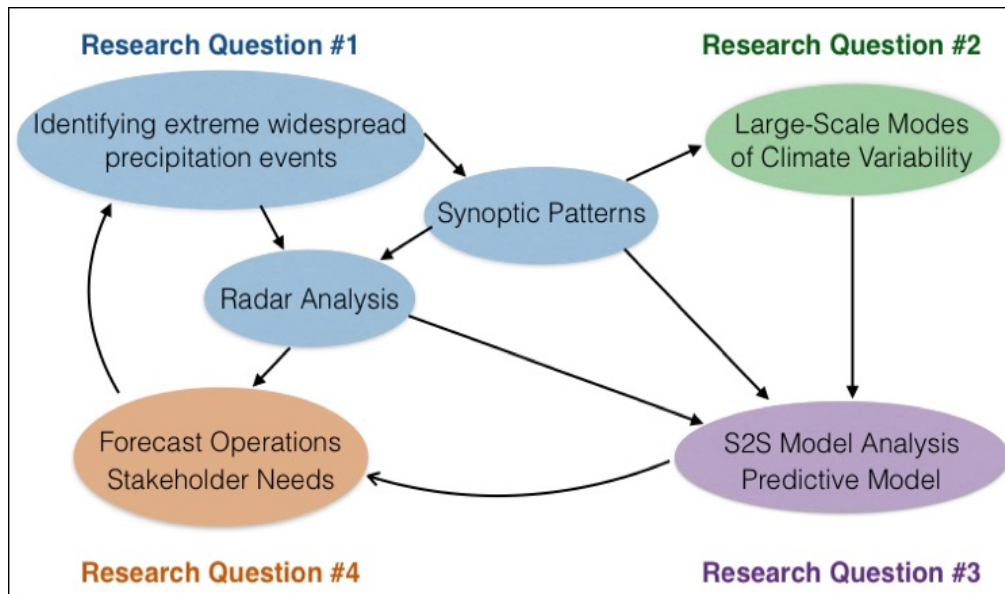 Research Question #1
Research Question #2
Identifying extreme widespread
precipitation events
Large-Scale Modes
of Climate Variability
Synoptic Patterns
Radar Analysis
Forecast Operations
Stakeholder Needs
S2S Model Analysis
Predictive Model
Research Question #4
Research Question #3